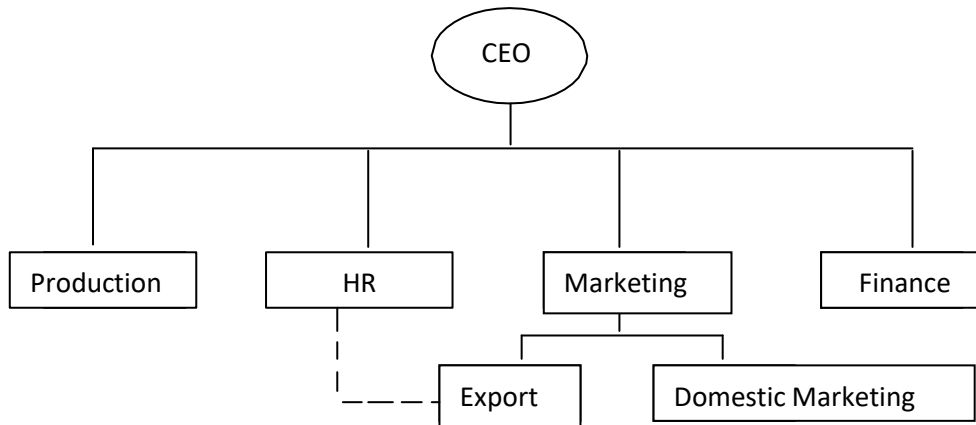 CEO
Production
HR
Marketing
Finance
Export
Domestic Marketing